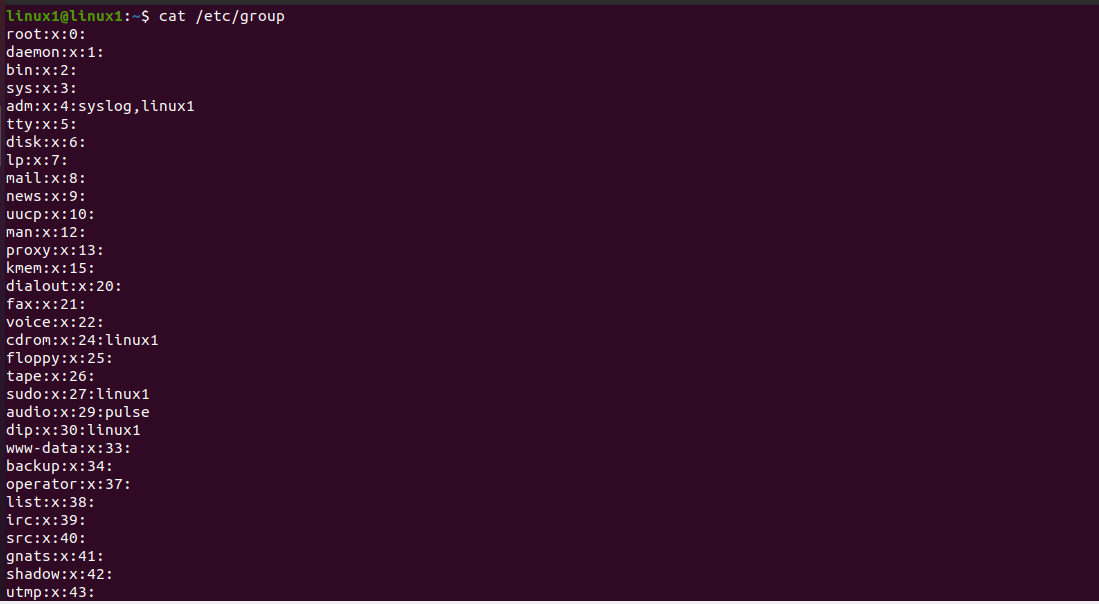 linux1@linux1:~$ cat /etc/group
root:x:0:
daemon:x:1:
bin:x:2:
sys:x:3:
adm:x:4:syslog,linux1
tty:x:5:
disk:x:6:
lp:x:7:
mail:x:8:
news:x:9:
uucp:x:10:
man:x:12:
proxy:x:13:
kmem:x:15:
dialout:x:20:
fax:x:21:
voice:x:22:
cdrom:x:24:linux1
floppy:x:25:
tape:x:26:
sudo:x:27:linux1
audio:x:29:pulse
dip:x:30:linux1
www-data:x:33:
backup:x:34:
operator:x:37:
list:x:38:
irc:x:39:
src:x:40:
gnats:x:41:
shadow:x:42:
utmp:x:43: